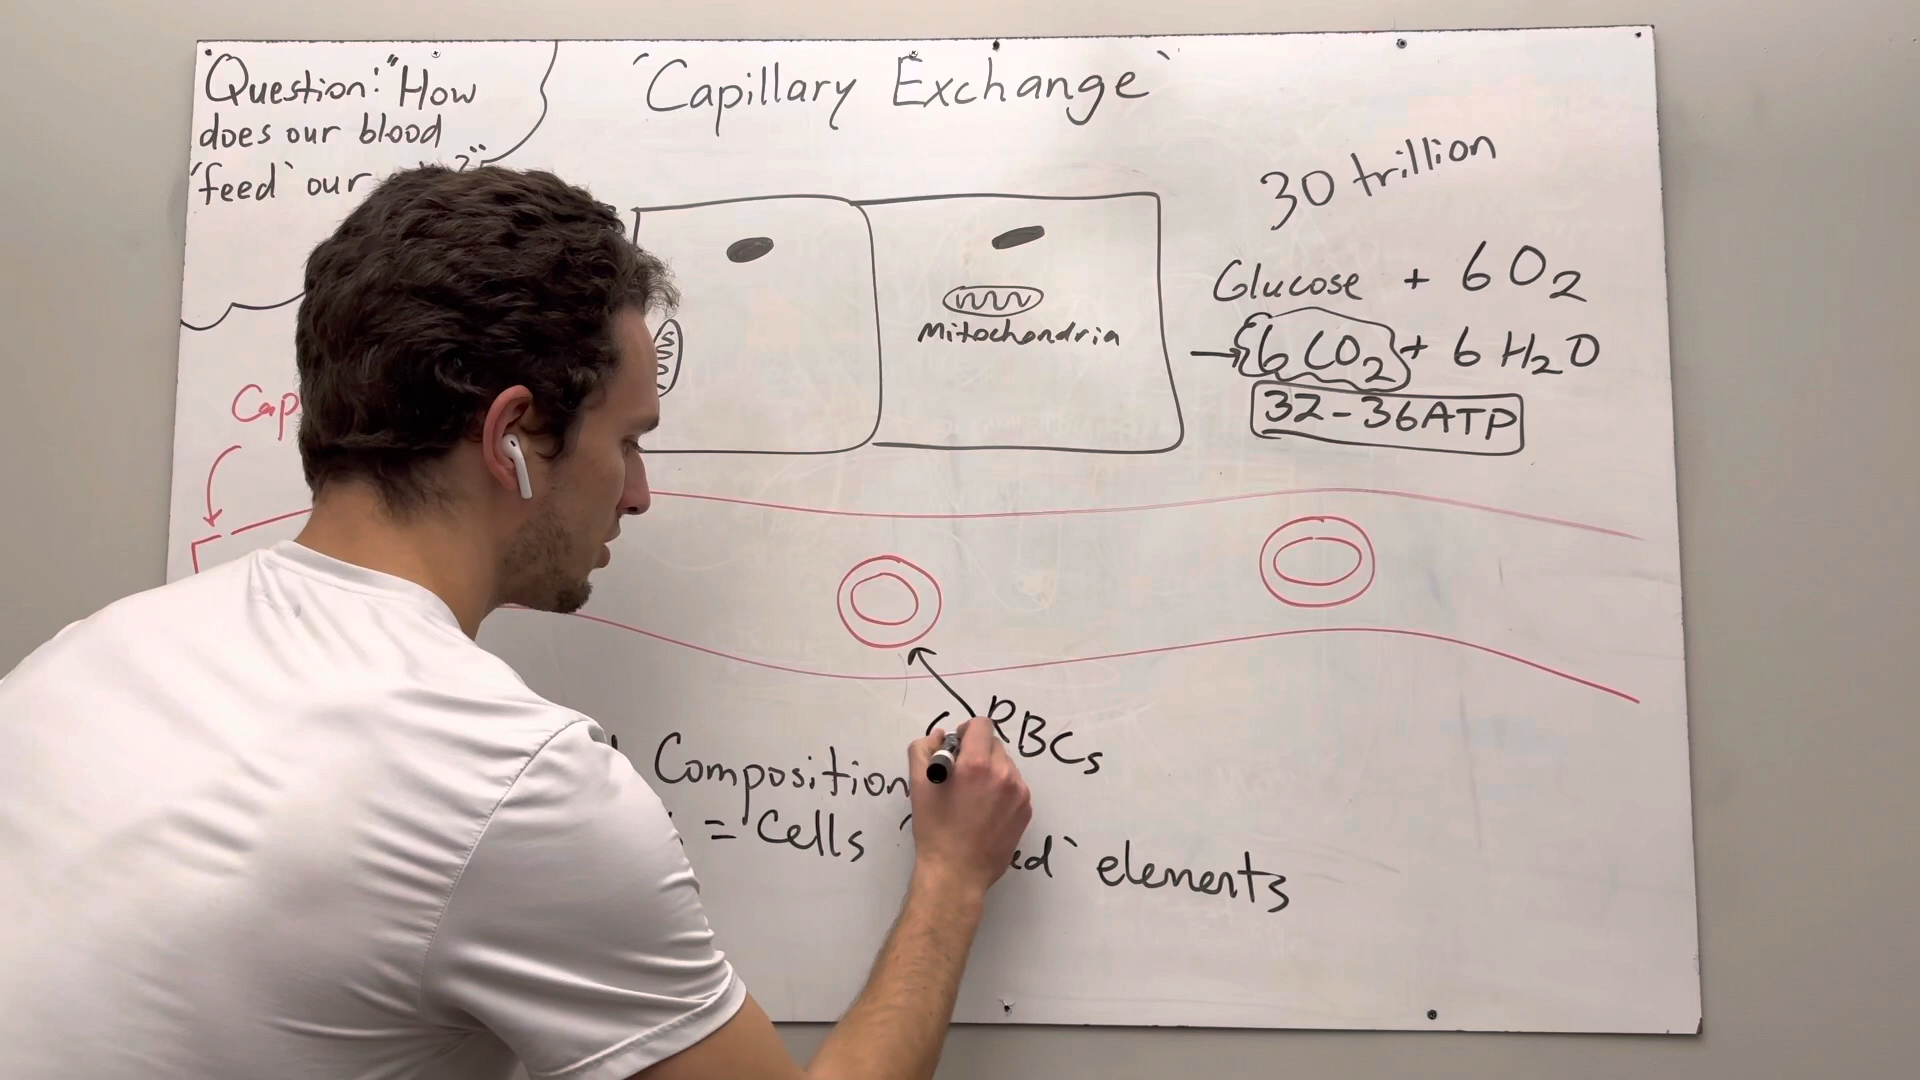 Question: "How
does our blood
'feed` our ?"
´Capillary Exchange`
30 trillion
Glucose + 6O2
→ 6CO2 + 6H2O
32-36ATP
Mitochondria
Cap
RBCs
Composition
= Cells
elements